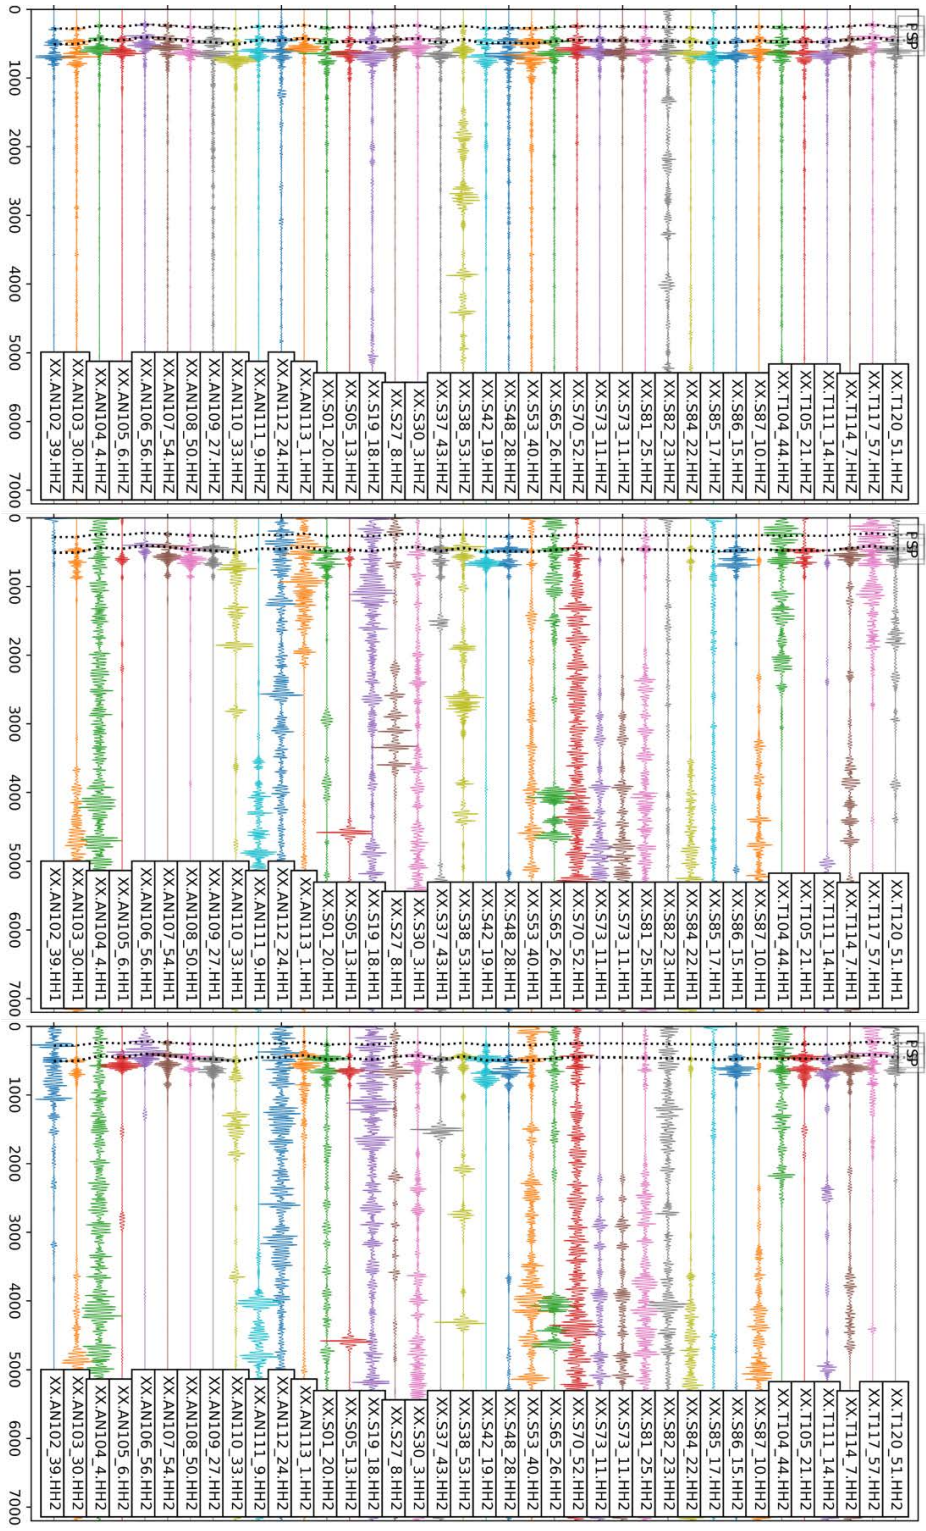 P SP
XX.T120_51.HHZ
XX.T117_57.HHZ
XX.T114_7.HHZ
XX.T111_14.HHZ
XX.T105_21.HHZ
XX.T104_44.HHZ
XX.S87_10.HHZ
XX.S86_15.HHZ
XX.S85_17.HHZ
XX.S84_22.HHZ
XX.S82_23.HHZ
XX.S81_25.HHZ
XX.S73_11.HHZ
XX.S73_11.HHZ
XX.S70_52.HHZ
XX.S65_26.HHZ
XX.S53_40.HHZ
XX.S48_28.HHZ
XX.S42_19.HHZ
XX.S38_53.HHZ
XX.S37_43.HHZ
XX.S30_3.HHZ
XX.S27_8.HHZ
XX.S19_18.HHZ
XX.S05_13.HHZ
XX.S01_20.HHZ
XX.AN113_1.HHZ
XX.AN112_24.HHZ
XX.AN111_9.HHZ
XX.AN110_33.HHZ
XX.AN109_27.HHZ
XX.AN108_50.HHZ
XX.AN107_54.HHZ
XX.AN106_56.HHZ
XX.AN105_6.HHZ
XX.AN104_4.HHZ
XX.AN103_30.HHZ
XX.AN102_39.HHZ
0 1000 2000 3000 4000 5000 6000 7000
P SP
XX.T120_51.HH1
XX.T117_57.HH1
XX.T114_7.HH1
XX.T111_14.HH1
XX.T105_21.HH1
XX.T104_44.HH1
XX.S87_10.HH1
XX.S86_15.HH1
XX.S85_17.HH1
XX.S84_22.HH1
XX.S82_23.HH1
XX.S81_25.HH1
XX.S73_11.HH1
XX.S73_11.HH1
XX.S70_52.HH1
XX.S65_26.HH1
XX.S53_40.HH1
XX.S48_28.HH1
XX.S42_19.HH1
XX.S38_53.HH1
XX.S37_43.HH1
XX.S30_3.HH1
XX.S27_8.HH1
XX.S19_18.HH1
XX.S05_13.HH1
XX.S01_20.HH1
XX.AN113_1.HH1
XX.AN112_24.HH1
XX.AN111_9.HH1
XX.AN110_33.HH1
XX.AN109_27.HH1
XX.AN108_50.HH1
XX.AN107_54.HH1
XX.AN106_56.HH1
XX.AN105_6.HH1
XX.AN104_4.HH1
XX.AN103_30.HH1
XX.AN102_39.HH1
0 1000 2000 3000 4000 5000 6000 7000
P SP
XX.T120_51.HH2
XX.T117_57.HH2
XX.T114_7.HH2
XX.T111_14.HH2
XX.T105_21.HH2
XX.T104_44.HH2
XX.S87_10.HH2
XX.S86_15.HH2
XX.S85_17.HH2
XX.S84_22.HH2
XX.S82_23.HH2
XX.S81_25.HH2
XX.S73_11.HH2
XX.S73_11.HH2
XX.S70_52.HH2
XX.S65_26.HH2
XX.S53_40.HH2
XX.S48_28.HH2
XX.S42_19.HH2
XX.S38_53.HH2
XX.S37_43.HH2
XX.S30_3.HH2
XX.S27_8.HH2
XX.S19_18.HH2
XX.S05_13.HH2
XX.S01_20.HH2
XX.AN113_1.HH2
XX.AN112_24.HH2
XX.AN111_9.HH2
XX.AN110_33.HH2
XX.AN109_27.HH2
XX.AN108_50.HH2
XX.AN107_54.HH2
XX.AN106_56.HH2
XX.AN105_6.HH2
XX.AN104_4.HH2
XX.AN103_30.HH2
XX.AN102_39.HH2
0 1000 2000 3000 4000 5000 6000 7000